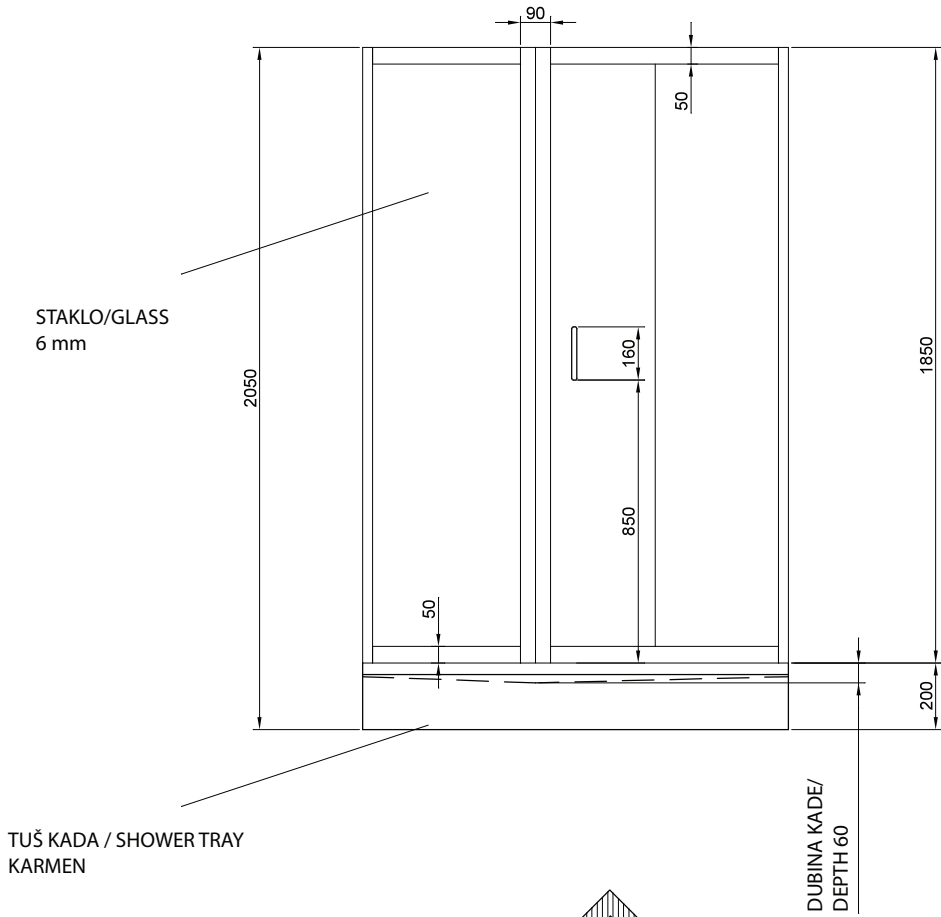 90
50
STAKLO/GLASS
6 mm
2050
160
1850
850
50
200
TUŠ KADA / SHOWER TRAY
KARMEN
DUBINA KADE/
DEPTH 60